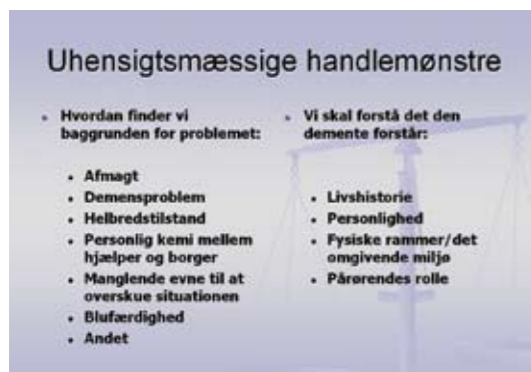 Uhensigtsmæssige handlemønstre
• Hvordan finder vi
baggrunden for problemet:
• Afmagt
• Demensproblem
• Helbredstilstand
• Personlig kemi mellem
hjælper og borger
• Manglende evne til at
overskue situationen
• Blufærdighed
• Andet
• Vi skal forstå det den
demente forstår:
• Livshistorie
• Personlighed
• Fysiske rammer/det
omgivende miljø
• Pårørendes rolle